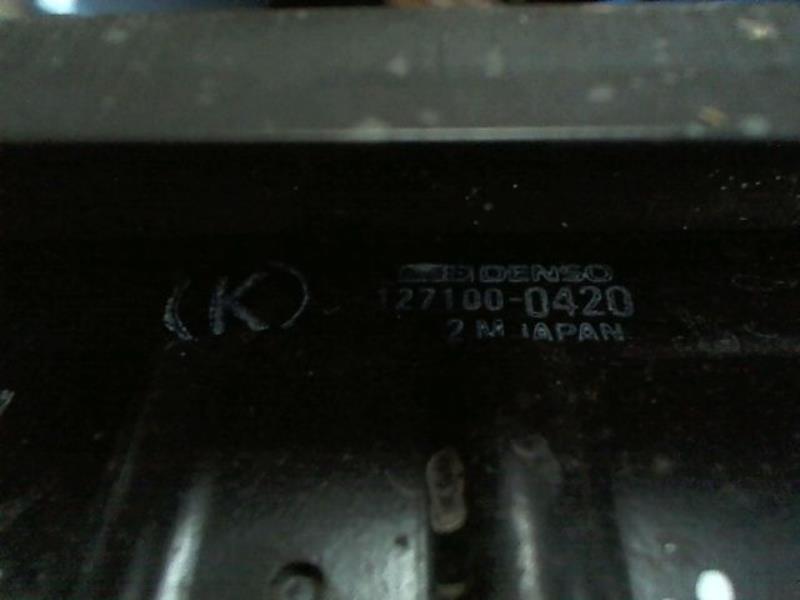 (K)
DENSO
127100-0420
2 M JAPAN